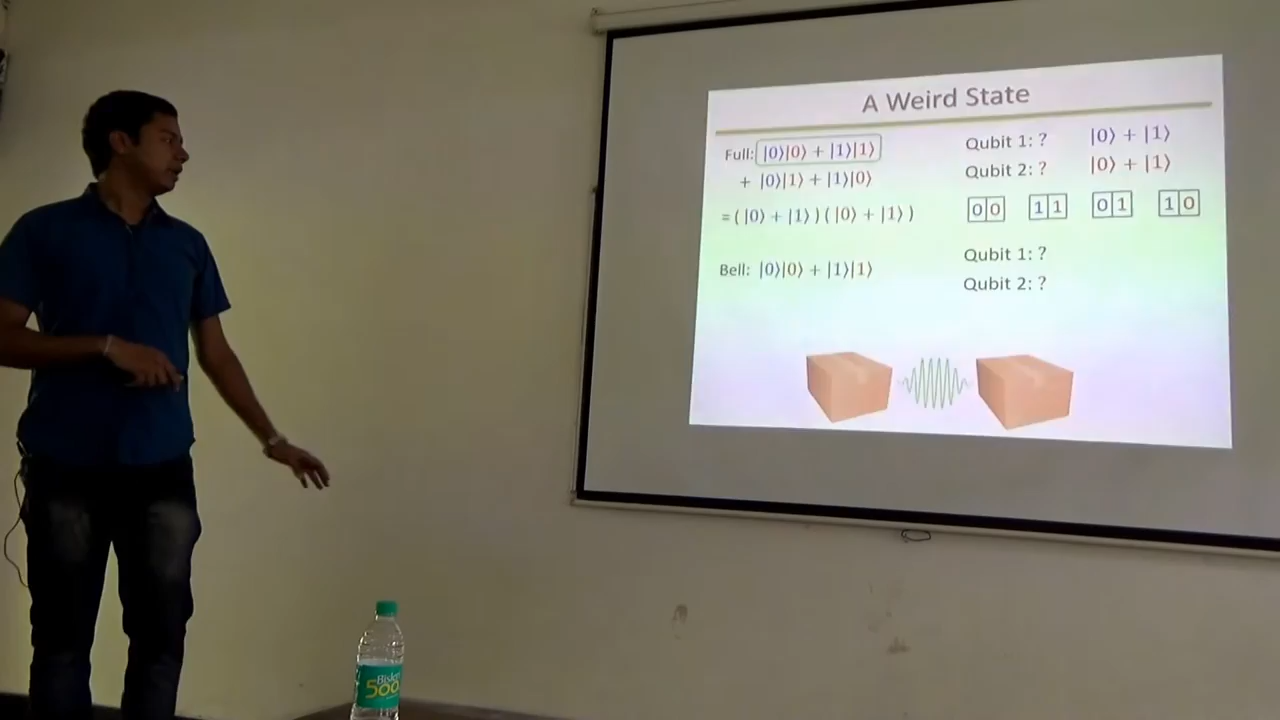 A Weird State
Full: |0⟩|0⟩ + |1⟩|1⟩
+ |0⟩|1⟩ + |1⟩|0⟩
= ( |0⟩ + |1⟩ ) ( |0⟩ + |1⟩ )
Qubit 1: ? |0⟩ + |1⟩
Qubit 2: ? |0⟩ + |1⟩
0 0 1 1 0 1 1 0
Bell: |0⟩|0⟩ + |1⟩|1⟩
Qubit 1: ?
Qubit 2: ?
500